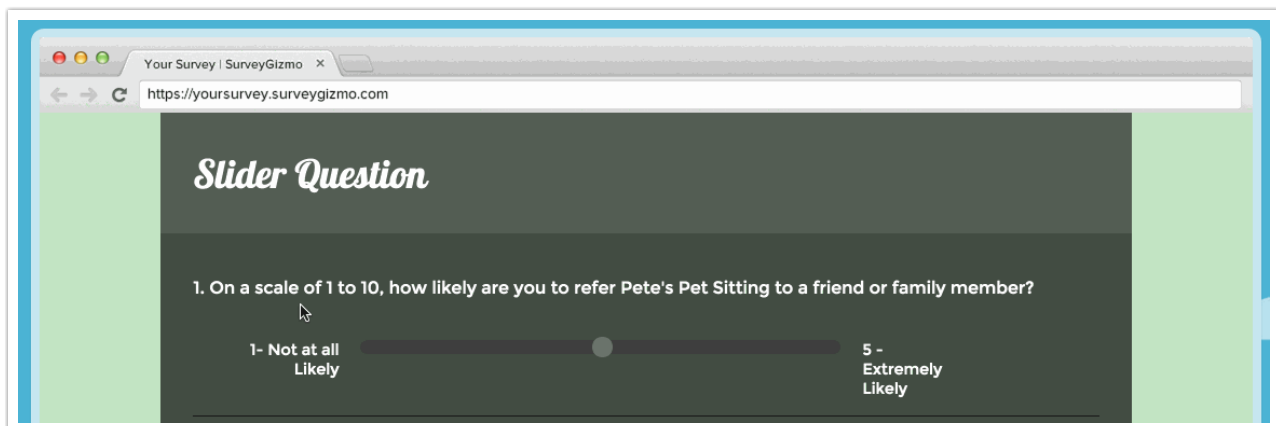 Your Survey | SurveyGizmo ×
https://yoursurvey.surveygizmo.com
Slider Question
1. On a scale of 1 to 10, how likely are you to refer Pete's Pet Sitting to a friend or family member?
1- Not at all
Likely
5 -
Extremely
Likely